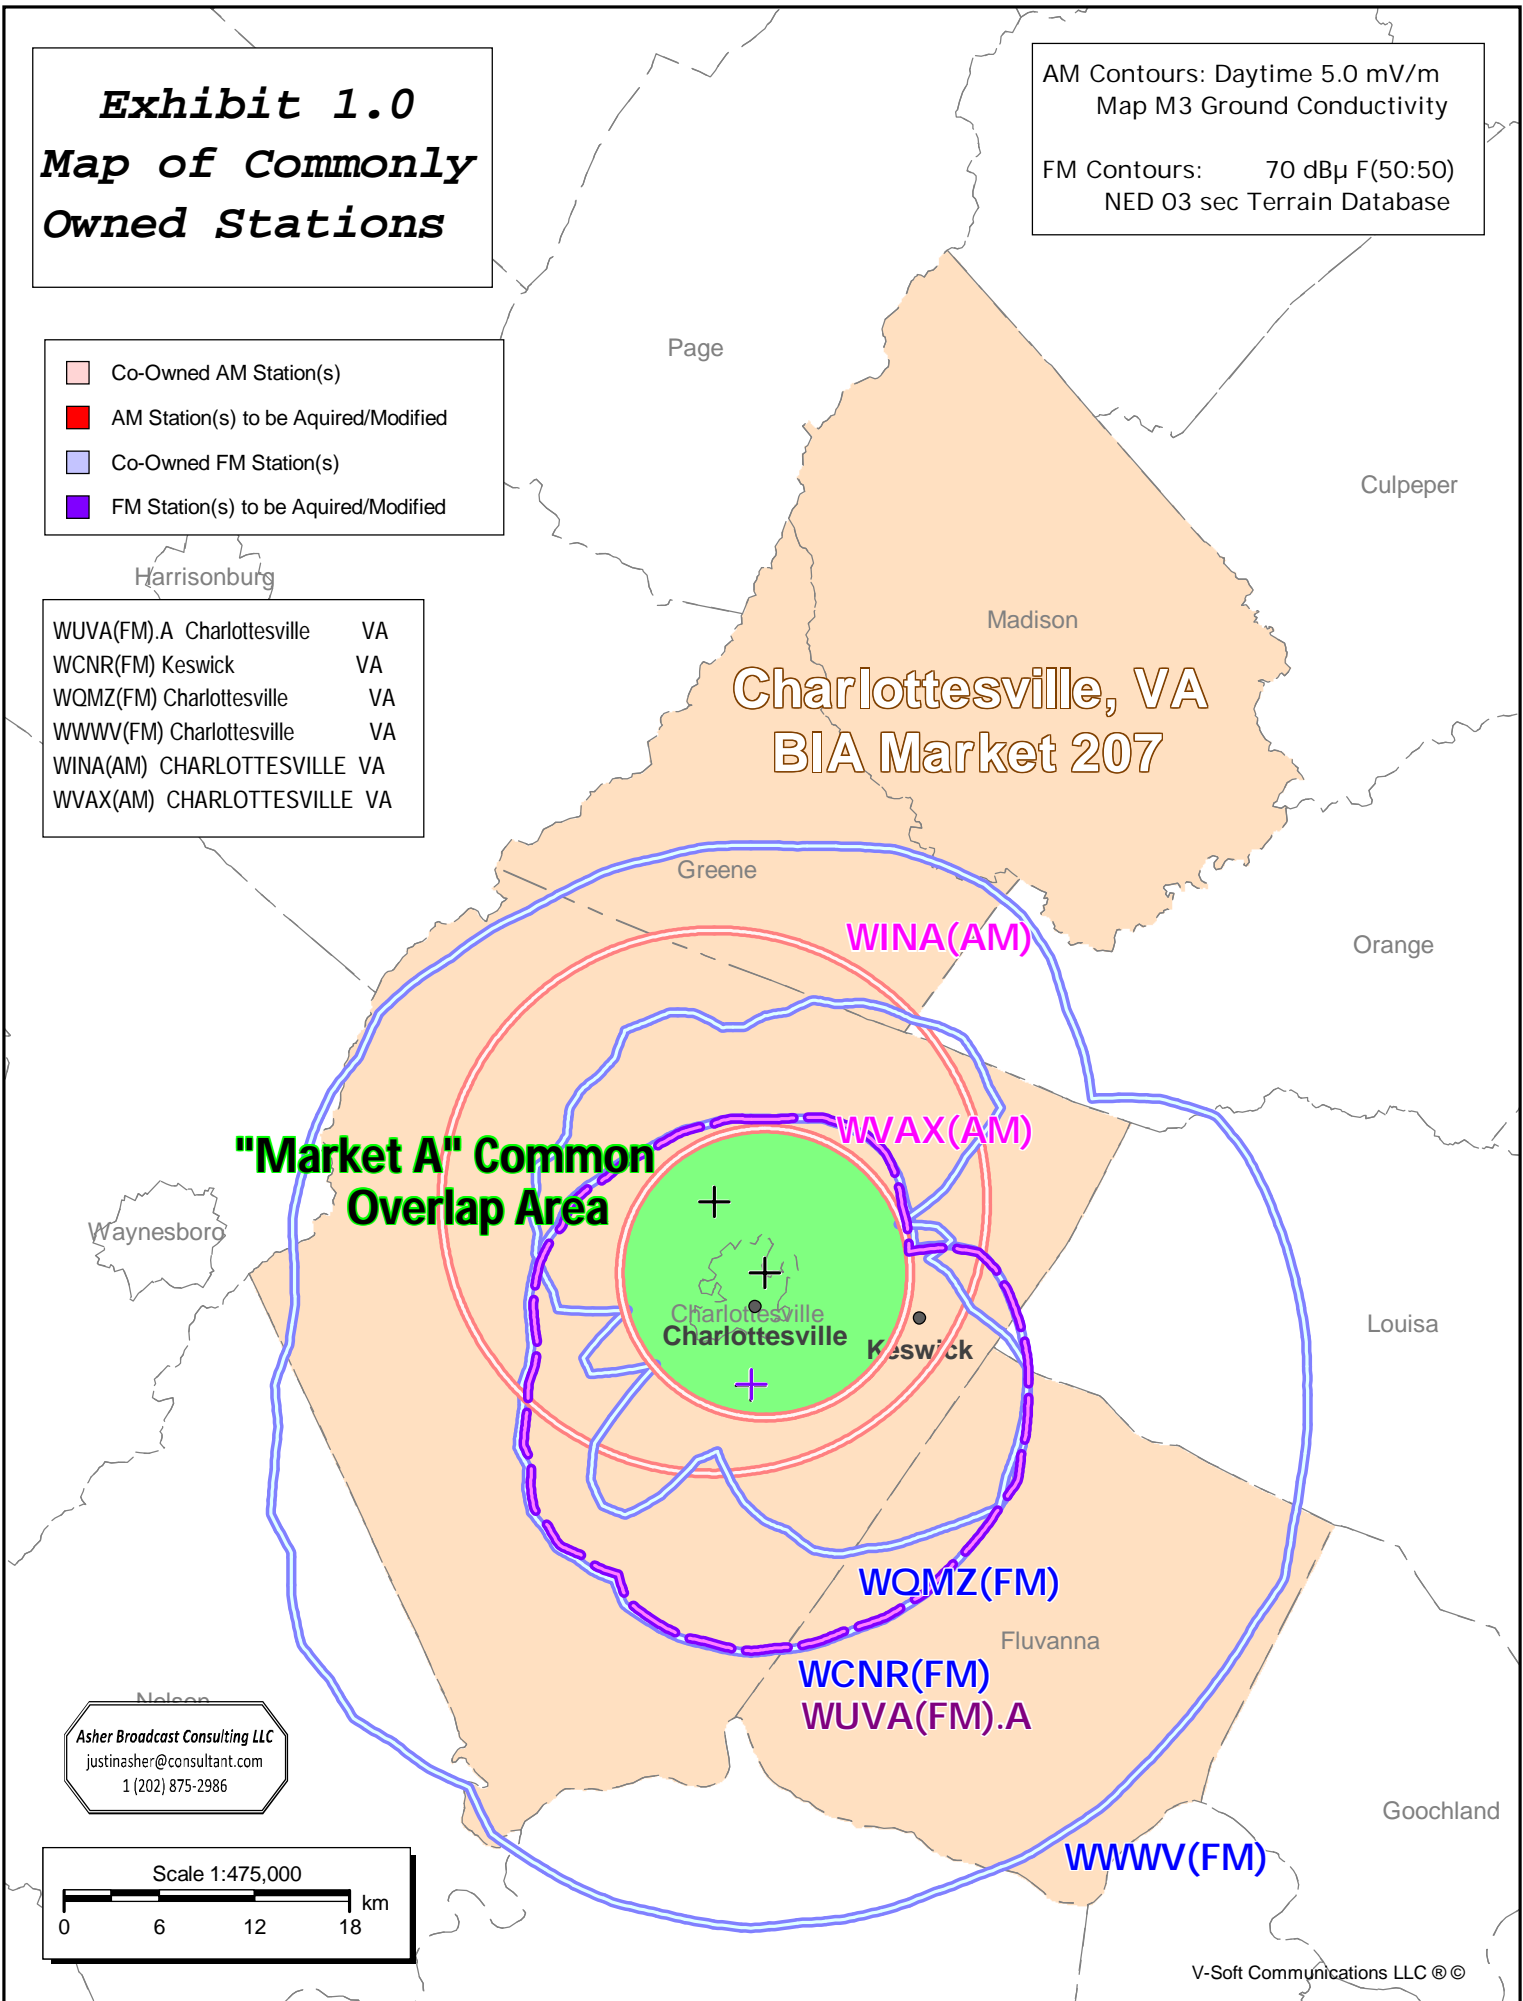 Exhibit 1.0
Map of Commonly
Owned Stations
AM Contours: Daytime 5.0 mV/m
Map M3 Ground Conductivity
FM Contours: 70 dBµ F(50:50)
NED 03 sec Terrain Database
Page
Co-Owned AM Station(s)
AM Station(s) to be Aquired/Modified
Co-Owned FM Station(s)
FM Station(s) to be Aquired/Modified
Culpeper
Harrisonburg
WUVA(FM).A Charlottesville VA
WCNR(FM) Keswick VA
WQMZ(FM) Charlottesville VA
WWWV(FM) Charlottesville VA
WINA(AM) CHARLOTTESVILLE VA
WVAX(AM) CHARLOTTESVILLE VA
Madison
Charlottesville, VA
BIA Market 207
Greene
WINA(AM)
Orange
WVAX(AM)
"Market A" Common
Overlap Area
Waynesboro
Charlottesville
Charlottesville
Keswick
Louisa
WQMZ(FM)
Fluvanna
WCNR(FM)
WUVA(FM).A
Nelson
Asher Broadcast Consulting LLC
justinasher@consultant.com
1 (202) 875-2986
Goochland
WWWV(FM)
Scale 1:475,000
km
0 6 12 18
V-Soft Communications LLC ® ©